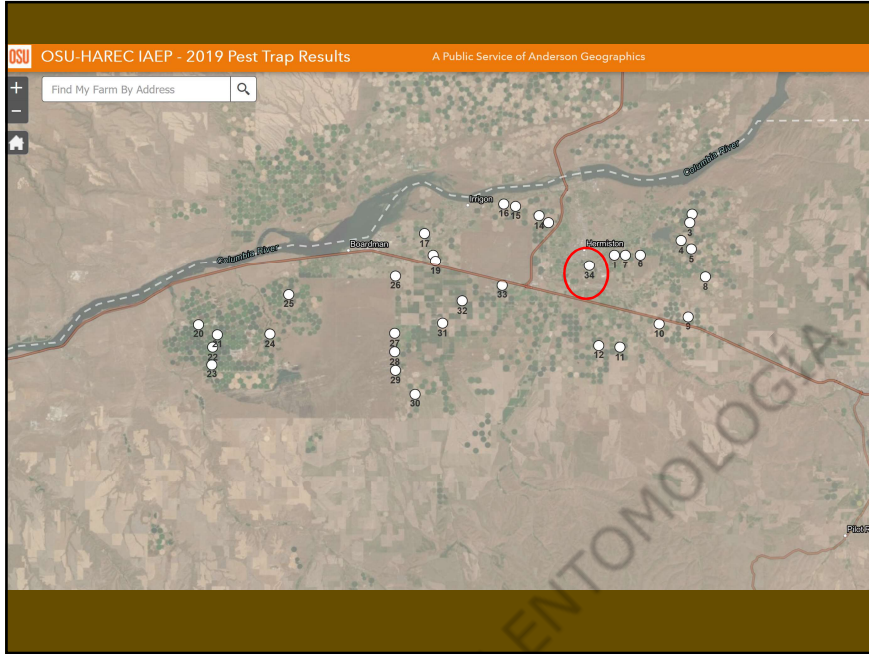 OSU OSU-HAREC IAEP - 2019 Pest Trap Results A Public Service of Anderson Geographics
+ Find My Farm By Address
−
Columbia River
Irrigon
16 15
3
14
17 Boardman Hermiston 4
Columbia River 1 7 6 5
19 34
26 33 8
25 32
20 31 10 9
21 24 27
22 28 12 11
23 29
30
Pilot R
ENTOMOLOGÍA